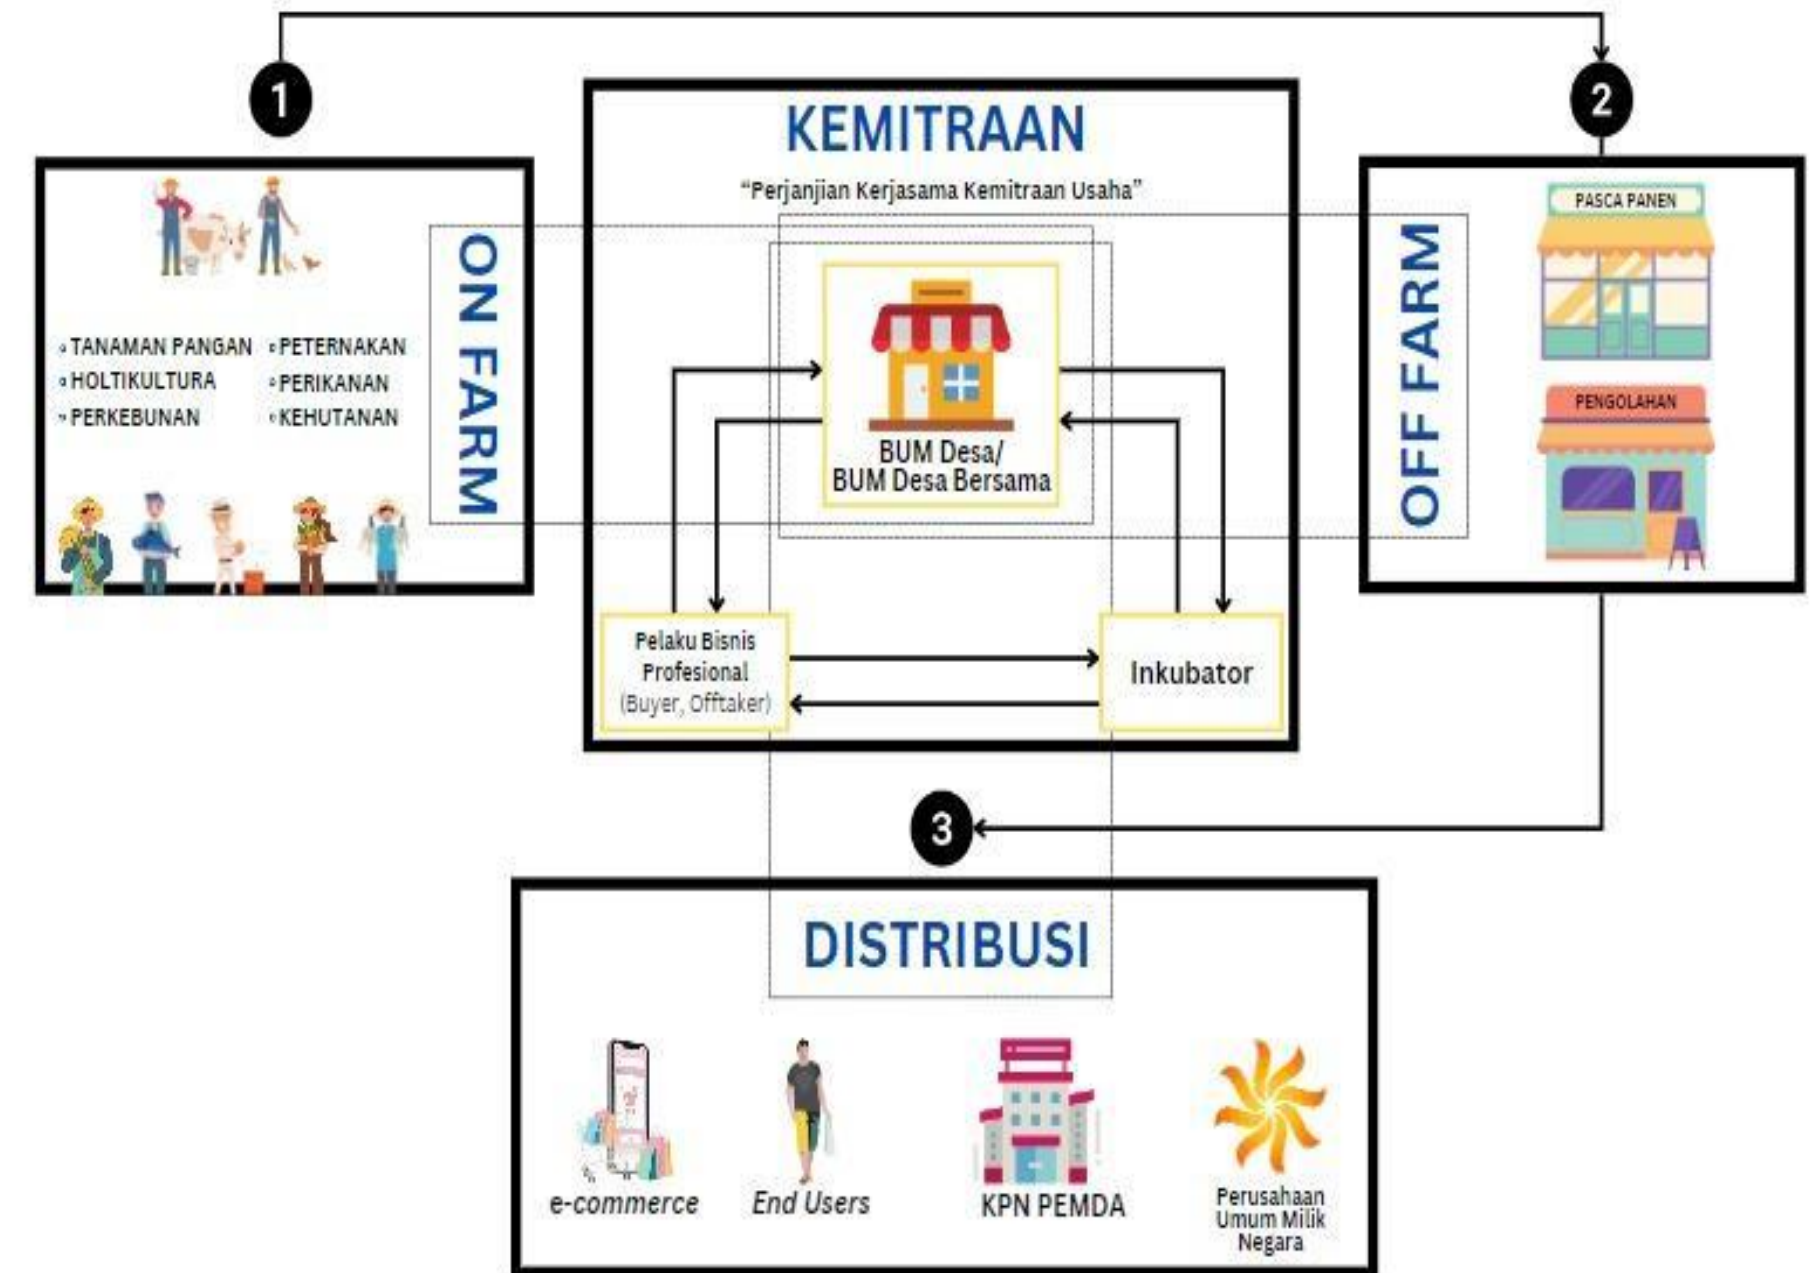 1
2
KEMITRAAN
“Perjanjian Kerjasama Kemitraan Usaha”
ON FARM
TANAMAN PANGAN
HOLTIKULTURA
PERKEBUNAN
PETERNAKAN
PERIKANAN
KEHUTANAN
BUM Desa/
BUM Desa Bersama
Pelaku Bisnis
Profesional
(Buyer, Offtaker)
Inkubator
OFF FARM
PASCA PANEN
PENGOLAHAN
3
DISTRIBUSI
e-commerce
End Users
KPN PEMDA
Perusahaan
Umum Milik
Negara